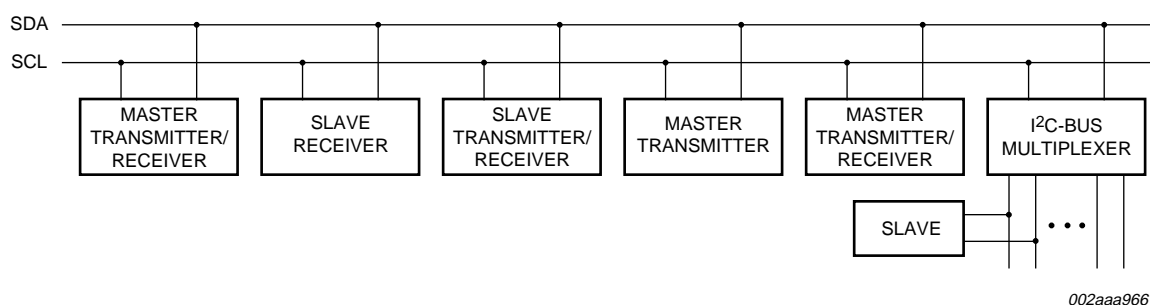 SDA
SCL
MASTER
TRANSMITTER/
RECEIVER
SLAVE
RECEIVER
SLAVE
TRANSMITTER/
RECEIVER
MASTER
TRANSMITTER
MASTER
TRANSMITTER/
RECEIVER
I²C-BUS
MULTIPLEXER
SLAVE
002aaa966